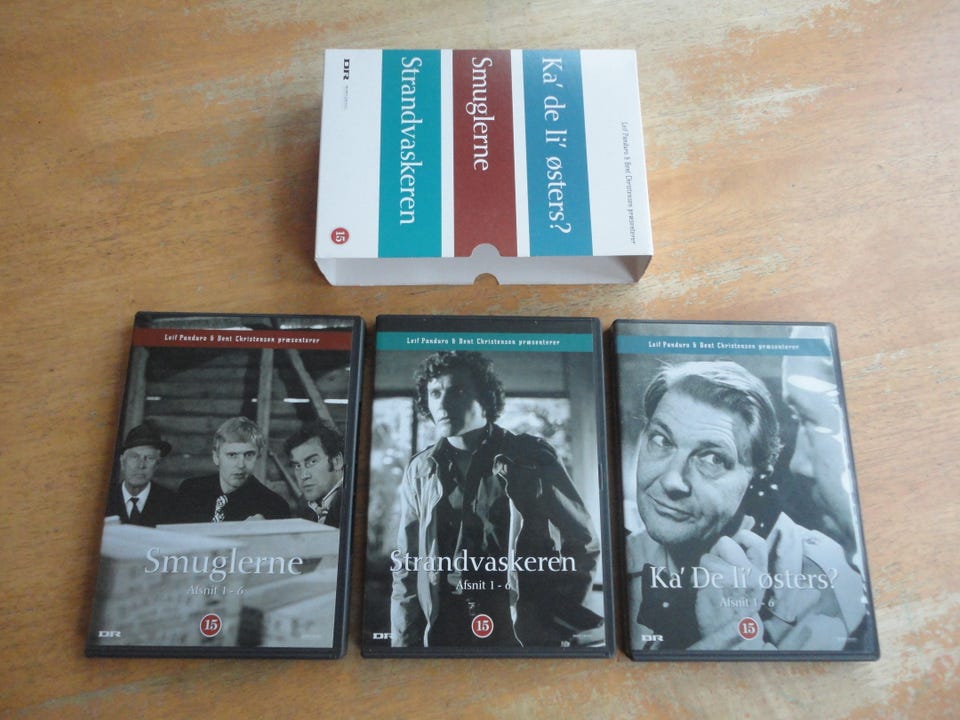 Leif Panduro & Bent Christensen præsenterer
Ka' de li' østers?
Smuglerne
Strandvaskeren
DR
15
Leif Panduro & Bent Christensen præsenterer
Smuglerne
Afsnit 1 - 6
15
DR
Leif Panduro & Bent Christensen præsenterer
Strandvaskeren
Afsnit 1 - 6
15
DR
Leif Panduro & Bent Christensen præsenterer
Ka' De li' østers?
Afsnit 1 - 6
15
DR